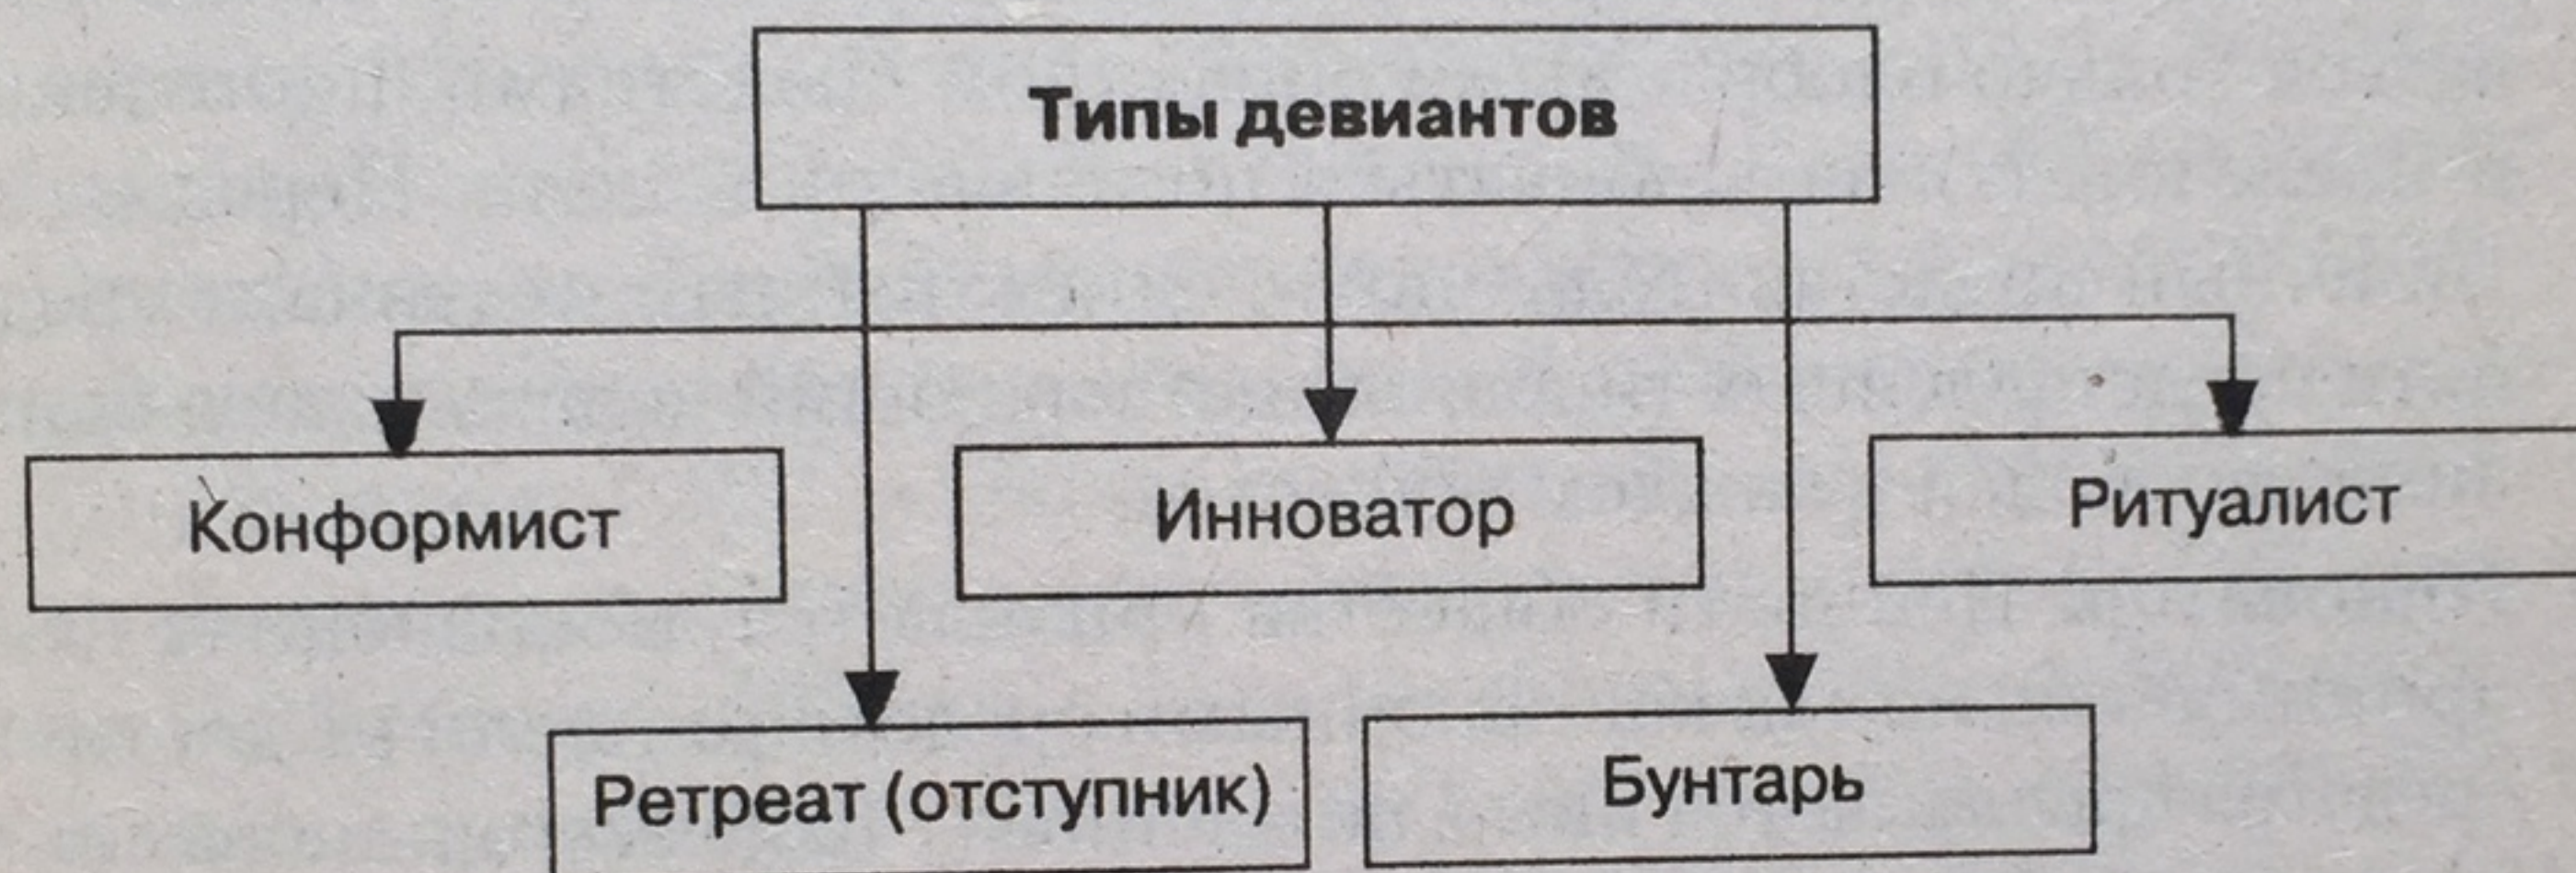 Типы девиантов
Конформист
Инноватор
Ритуалист
Ретреат (отступник)
Бунтарь